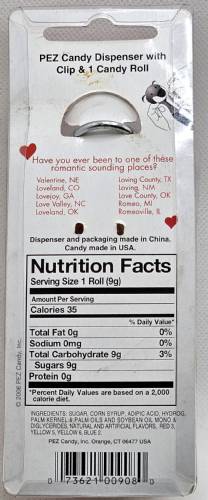 PEZ Candy Dispenser with
Clip & 1 Candy Roll
Have you ever been to one of these
romantic sounding places?
Valentine, NE
Loveland, CO
Lovejoy, GA
Love Valley, NC
Loveland, OK
Loving County, TX
Loving, NM
Love County, OK
Romeo, MI
Romeoville, IL
Dispenser and packaging made in China.
Candy made in USA.
Nutrition Facts
Serving Size 1 Roll (9g)
Amount Per Serving
Calories 35
% Daily Value*
Total Fat 0g 0%
Sodium 0mg 0%
Total Carbohydrate 9g 3%
Sugars 9g
Protein 0g
*Percent Daily Values are based on a 2,000
calorie diet.
INGREDIENTS: SUGAR, CORN SYRUP, ADIPIC ACID, HYDROG.
PALM KERNEL & PALM OILS AND SOYBEAN OIL, MONO &
DIGLYCERIDES, NATURAL AND ARTIFICIAL FLAVORS, RED 3,
YELLOW 5, YELLOW 6, BLUE 2.
PEZ Candy, Inc. Orange, CT 06477 USA
© 2006 PEZ Candy, Inc.
0 73621 00908 0